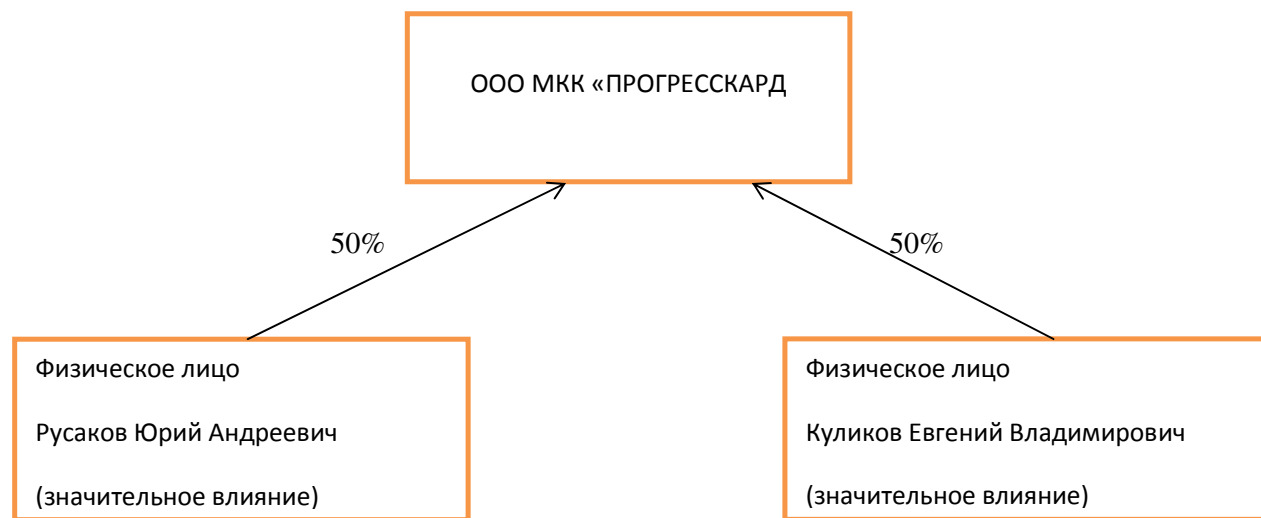 ООО МКК «ПРОГРЕССКАРД
50%
50%
Физическое лицо
Русаков Юрий Андреевич
(значительное влияние)
Физическое лицо
Куликов Евгений Владимирович
(значительное влияние)